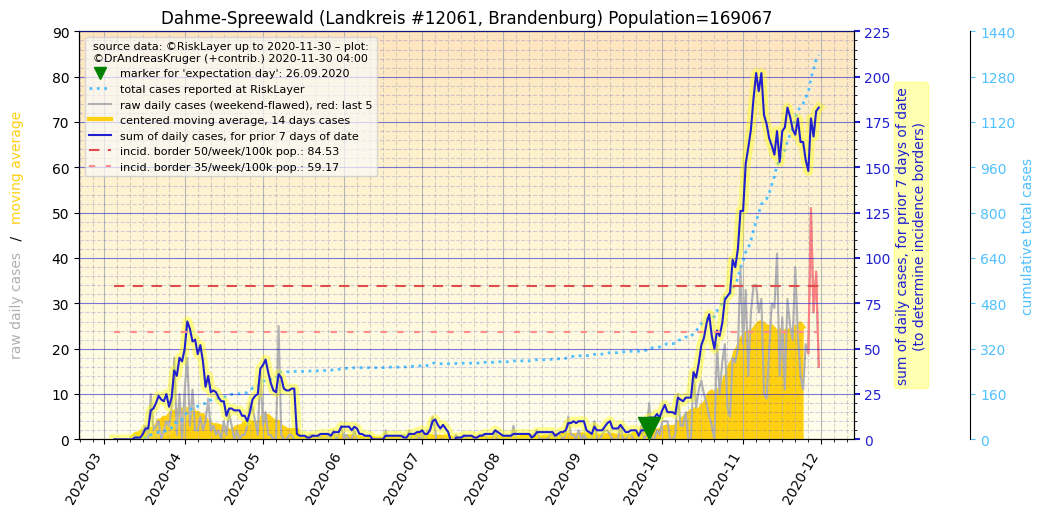 Dahme-Spreewald (Landkreis #12061, Brandenburg) Population=169067
source data: ©RiskLayer up to 2020-11-30 – plot:
©DrAndreasKruger (+contrib.) 2020-11-30 04:00
marker for 'expectation day': 26.09.2020
total cases reported at RiskLayer
raw daily cases (weekend-flawed), red: last 5
centered moving average, 14 days cases
sum of daily cases, for prior 7 days of date
incid. border 50/week/100k pop.: 84.53
incid. border 35/week/100k pop.: 59.17
raw daily cases / moving average
90
80
70
60
50
40
30
20
10
0
2020-03
2020-04
2020-05
2020-06
2020-07
2020-08
2020-09
2020-10
2020-11
2020-12
225
200
175
150
125
100
75
50
25
0
sum of daily cases, for prior 7 days of date
(to determine incidence borders)
1440
1280
1120
960
800
640
480
320
160
0
cumulative total cases